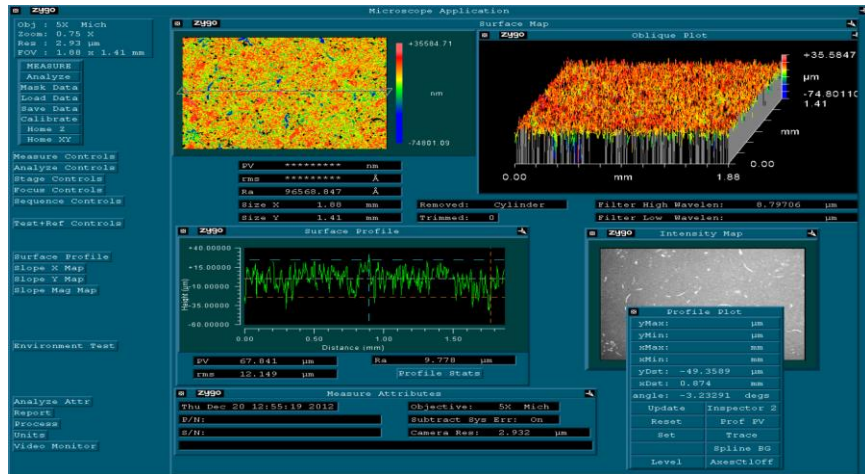 zygo
Microscope Application
Obj : 5X Mich
Zoom: 0.75 X
Res : 2.93 µm
FOV : 1.88 x 1.41 mm
MEASURE
Analyze
Mask Data
Load Data
Save Data
Calibrate
Home Z
Home XY
Measure Controls
Analyze Controls
Stage Controls
Focus Controls
Sequence Controls
Test+Ref Controls
Surface Profile
Slope X Map
Slope Y Map
Slope Mag Map
Environment Test
Analyze Attr
Report
Process
Units
Video Monitor
zygo
Surface Map
+35584.71
nm
-74801.09
zygo
Oblique Plot
+35.5847
µm
-74.80110
1.41
mm
0.00
0.00
mm
1.88
PV ********* nm
rms ********* Å
Ra 96568.847 Å
Size X 1.88 mm
Size Y 1.41 mm
Removed: Cylinder
Trimmed: 0
Filter High Wavelen: 8.79706 µm
Filter Low Wavelen: µm
zygo
Surface Profile
+40.00000
+15.00000
-10.00000
-35.00000
-60.00000
Height (µm)
0.00
0.50
1.00
1.50
Distance (mm)
PV 67.841 µm
Ra 9.778 µm
rms 12.149 µm
Profile Stats
zygo
Intensity Map
Profile Plot
yMax: µm
yMin: µm
xMax: mm
xMin: mm
yDst: -49.3589 µm
xDst: 0.874 mm
angle: -3.23291 degs
Update
Inspector 2
Reset
Prof PV
Set
Trace
Spline BG
Level
AxesCtlOff
zygo
Measure Attributes
Thu Dec 20 12:55:19 2012
Objective: 5X Mich
P/N:
Subtract Sys Err: On
S/N:
Camera Res: 2.932 µm